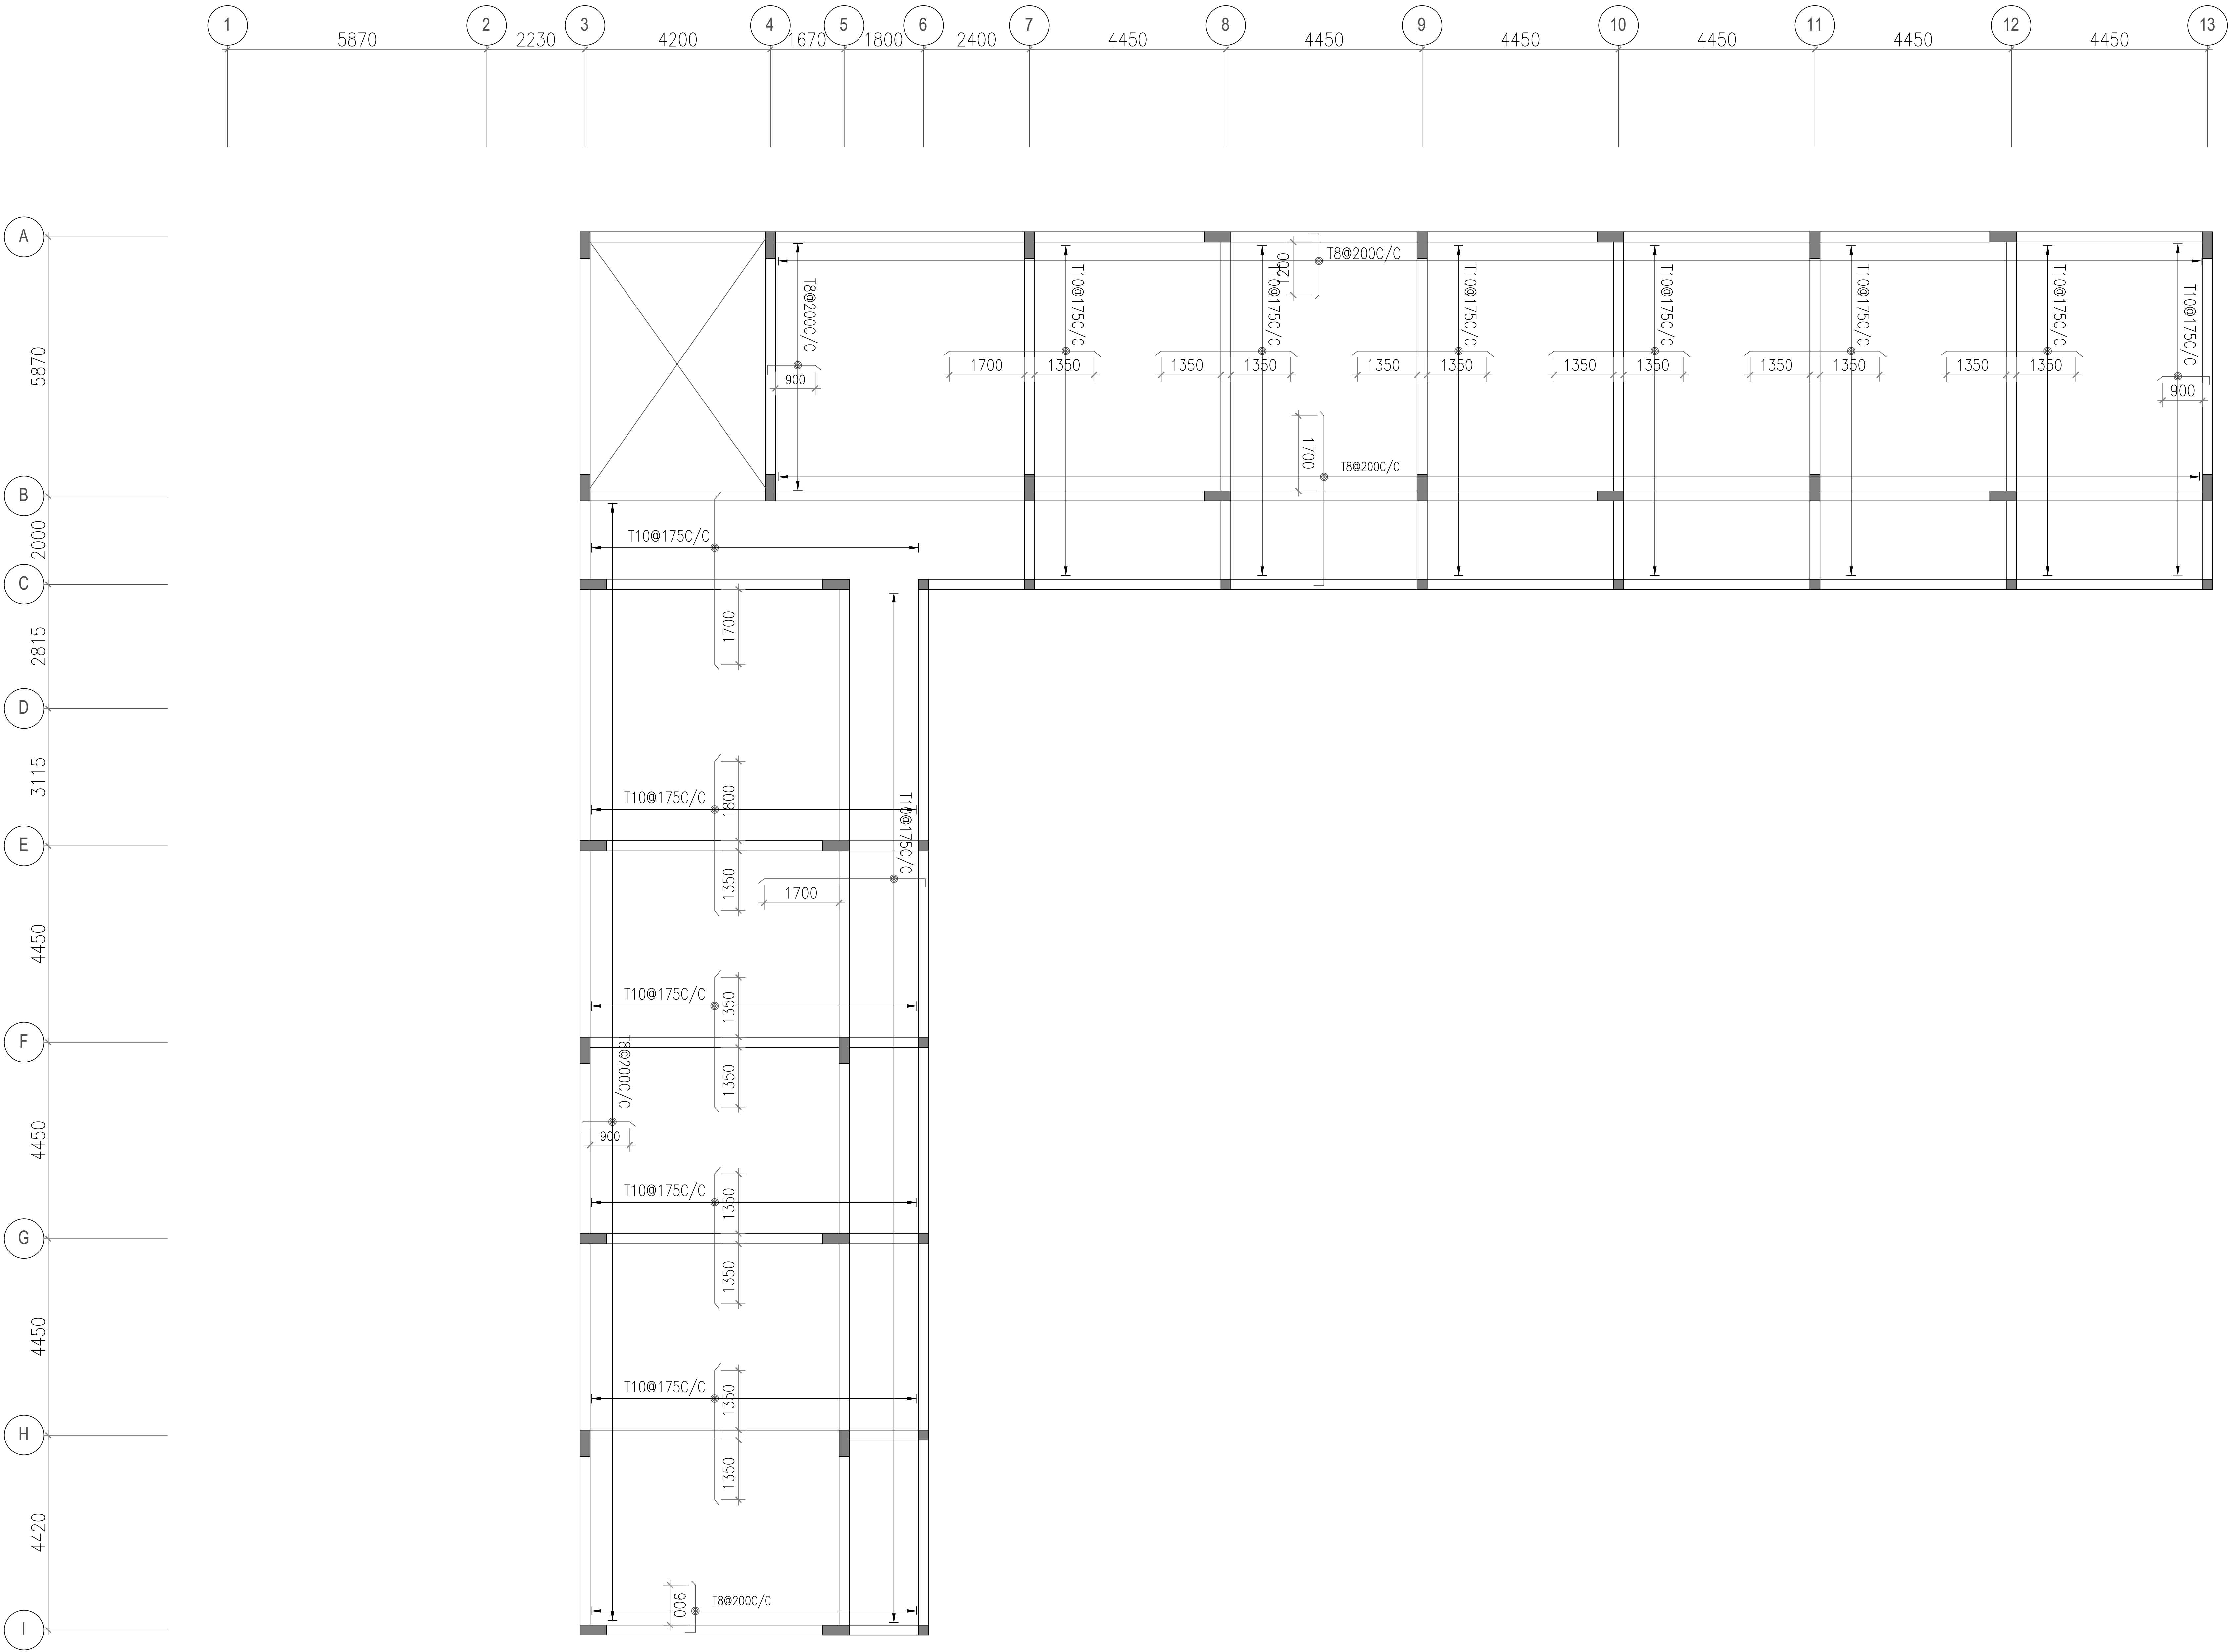 1 2 3 4 5 6 7 8 9 10 11 12 13
5870 2230 4200 1670 1800 2400 4450 4450 4450 4450 4450 4450
A
B
C
D
E
F
G
H
I
5870
2000
2815
3115
4450
4450
4450
4420
T8@200C/C
1200
T8@200C/C
900
T10@175C/C
T10@175C/C
T10@175C/C
T10@175C/C
T10@175C/C
T10@175C/C
T10@175C/C
1700 1350
1350 1350
1350 1350
1350 1350
1350 1350
1350 1350
900
1700
T8@200C/C
T10@175C/C
1700
T10@175C/C
1800
1350
T10@175C/C
1700
T10@175C/C
1350
1350
T8@200C/C
900
T10@175C/C
1350
1350
T10@175C/C
1350
1350
T8@200C/C
900